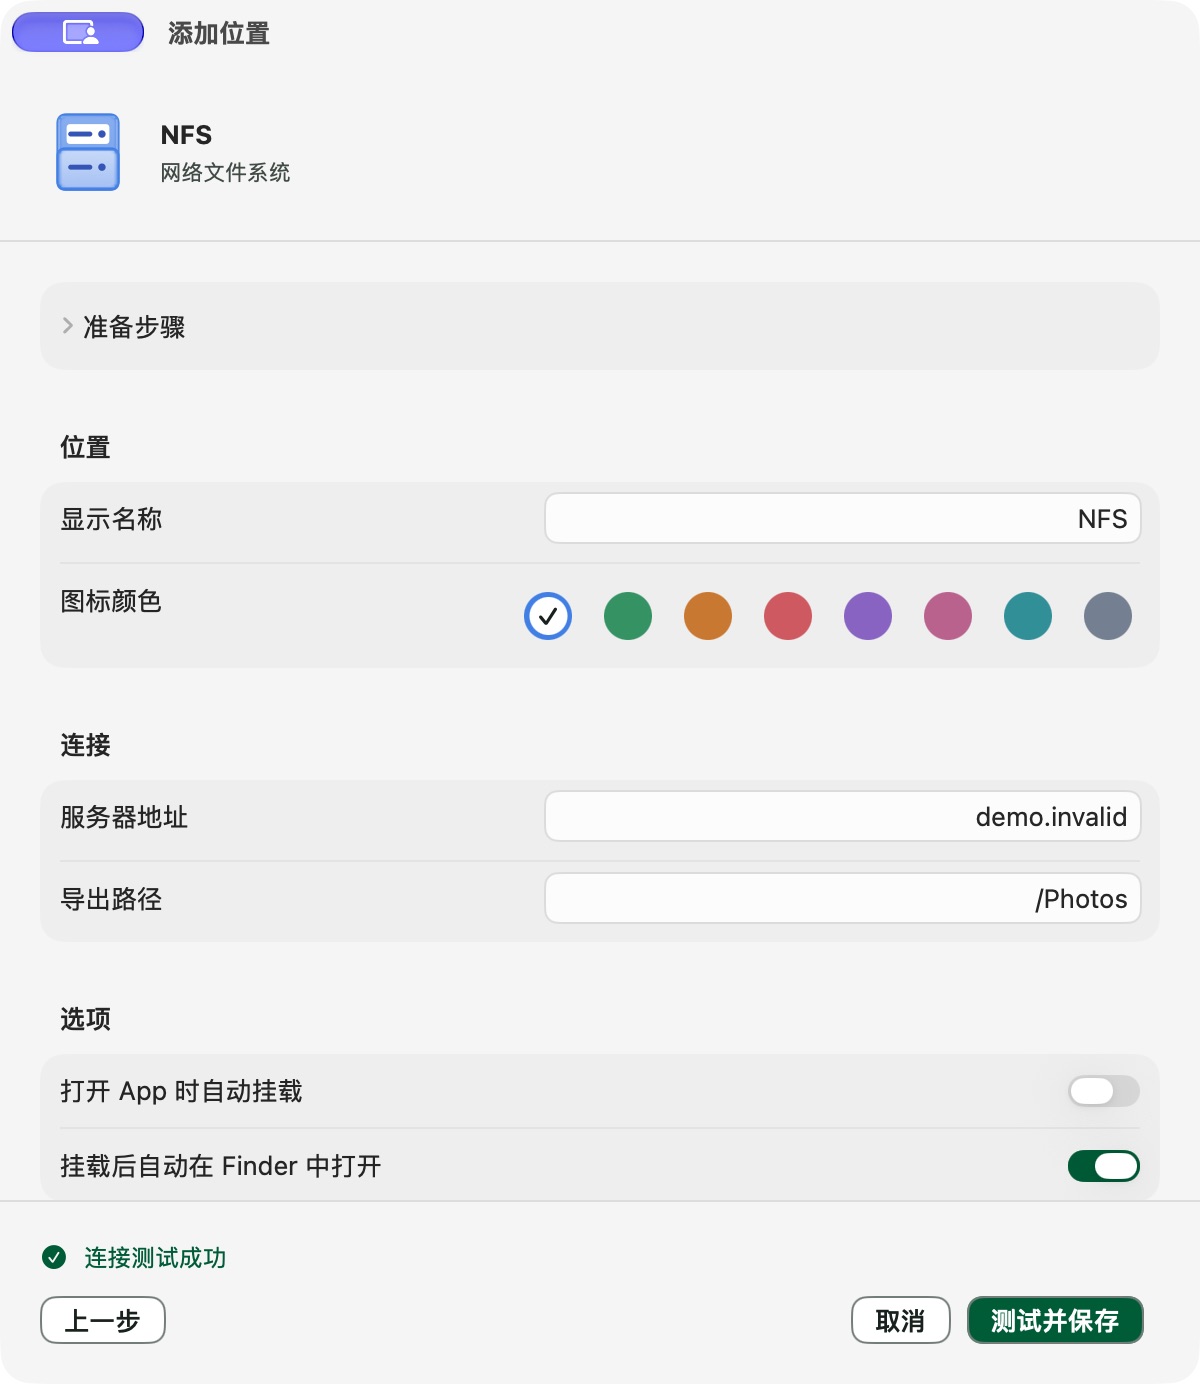 添加位置
NFS
网络文件系统
准备步骤
位置
显示名称
NFS
图标颜色
连接
服务器地址
demo.invalid
导出路径
/Photos
选项
打开 App 时自动挂载
挂载后自动在 Finder 中打开
连接测试成功
上一步
取消
测试并保存